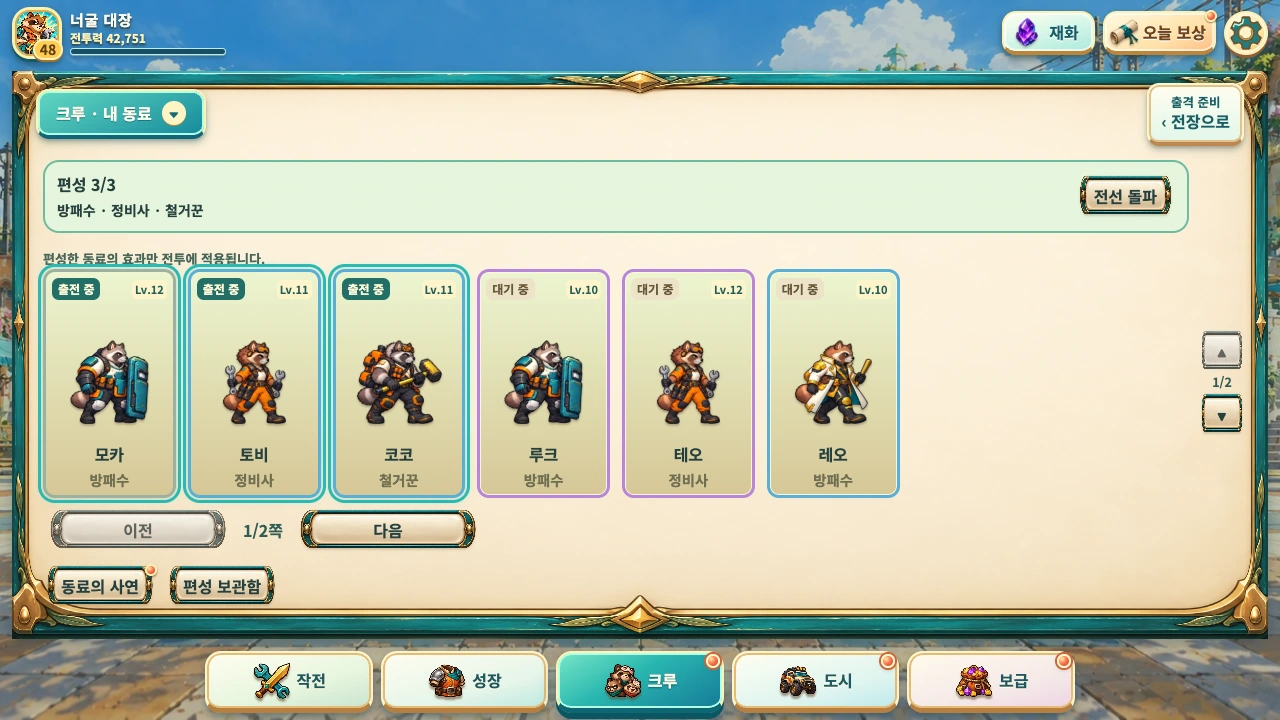 너굴 대장
전투력 42,751
48
재화
오늘 보상
크루 · 내 동료
출격 준비
‹ 전장으로
편성 3/3
방패수 · 정비사 · 철거꾼
전선 돌파
편성한 동료의 효과만 전투에 적용됩니다.
출전 중 Lv.12
모카
방패수
출전 중 Lv.11
토비
정비사
출전 중 Lv.11
코코
철거꾼
대기 중 Lv.10
루크
방패수
대기 중 Lv.12
테오
정비사
대기 중 Lv.10
레오
방패수
▲
1/2
▼
이전
1/2쪽
다음
동료의 사연
편성 보관함
작전
성장
크루
도시
보급